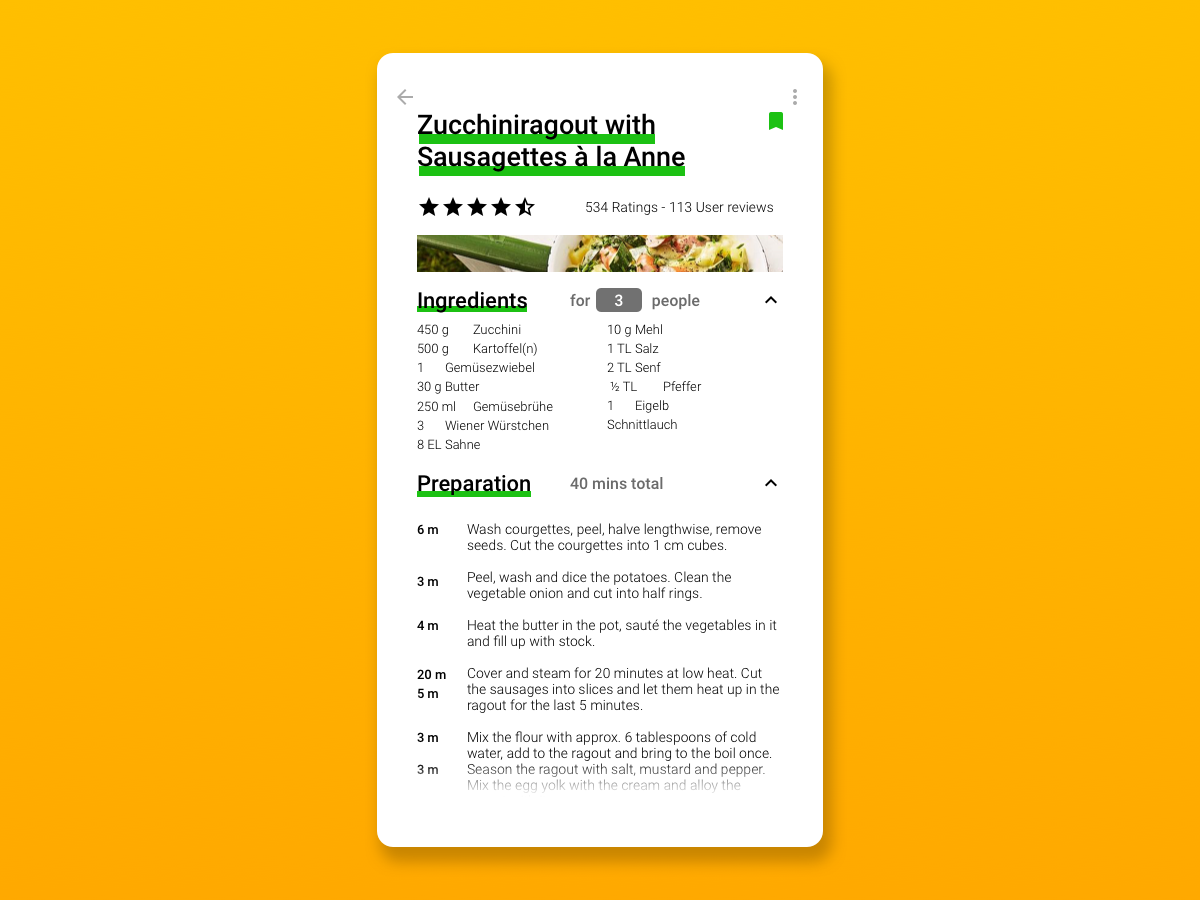 Zucchiniragout with
Sausagettes à la Anne
534 Ratings - 113 User reviews
Ingredients for 3 people
450 g Zucchini
500 g Kartoffel(n)
1 Gemüsezwiebel
30 g Butter
250 ml Gemüsebrühe
3 Wiener Würstchen
8 EL Sahne
10 g Mehl
1 TL Salz
2 TL Senf
½ TL Pfeffer
1 Eigelb
Schnittlauch
Preparation 40 mins total
6 m Wash courgettes, peel, halve lengthwise, remove
seeds. Cut the courgettes into 1 cm cubes.
3 m Peel, wash and dice the potatoes. Clean the
vegetable onion and cut into half rings.
4 m Heat the butter in the pot, sauté the vegetables in it
and fill up with stock.
20 m Cover and steam for 20 minutes at low heat. Cut
5 m the sausages into slices and let them heat up in the
ragout for the last 5 minutes.
3 m Mix the flour with approx. 6 tablespoons of cold
water, add to the ragout and bring to the boil once.
3 m Season the ragout with salt, mustard and pepper.
Mix the egg yolk with the cream and alloy the